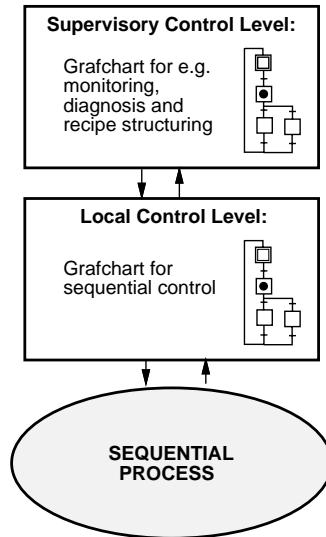 Supervisory Control Level:
Grafchart for e.g.
monitoring,
diagnosis and
recipe structuring
Local Control Level:
Grafchart for
sequential control
SEQUENTIAL
PROCESS